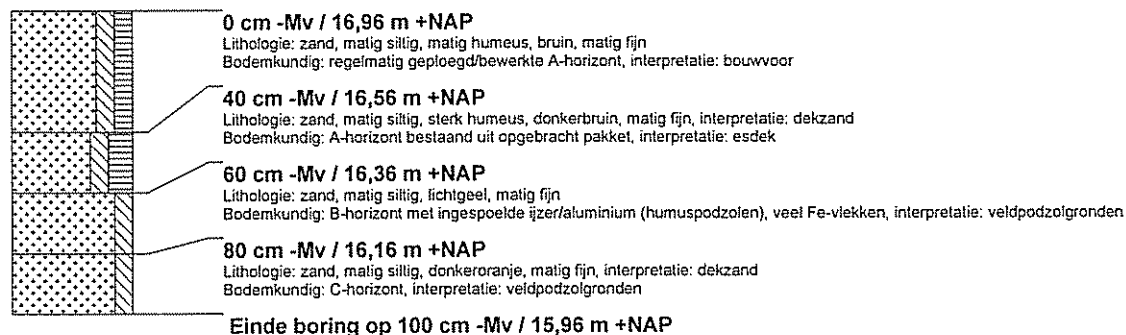 0 cm -Mv / 16,96 m +NAP
Lithologie: zand, matig siltig, matig humeus, bruin, matig fijn
Bodemkundig: regelmatig geploegd/bewerkte A-horizont, interpretatie: bouwvoor
40 cm -Mv / 16,56 m +NAP
Lithologie: zand, matig siltig, sterk humeus, donkerbruin, matig fijn, interpretatie: dekzand
Bodemkundig: A-horizont bestaand uit opgebracht pakket, interpretatie: esdek
60 cm -Mv / 16,36 m +NAP
Lithologie: zand, matig siltig, lichtgeel, matig fijn
Bodemkundig: B-horizont met ingespoelde ijzer/aluminium (humuspodzolen), veel Fe-vlekken, interpretatie: veldpodzolgronden
80 cm -Mv / 16,16 m +NAP
Lithologie: zand, matig siltig, donkeroranje, matig fijn, interpretatie: dekzand
Bodemkundig: C-horizont, interpretatie: veldpodzolgronden
Einde boring op 100 cm -Mv / 15,96 m +NAP